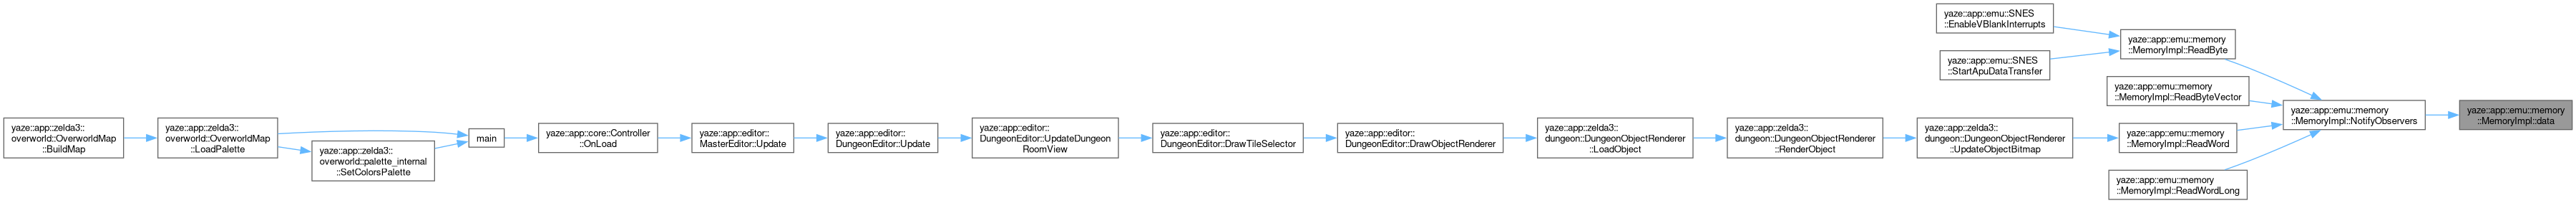 yaze::app::zelda3::
overworld::OverworldMap
::BuildMap
yaze::app::zelda3::
overworld::OverworldMap
::LoadPalette
yaze::app::zelda3::
overworld::palette_internal
::SetColorsPalette
main
yaze::app::core::Controller
::OnLoad
yaze::app::editor::
MasterEditor::Update
yaze::app::editor::
DungeonEditor::Update
yaze::app::editor::
DungeonEditor::UpdateDungeon
RoomView
yaze::app::editor::
DungeonEditor::DrawTileSelector
yaze::app::editor::
DungeonEditor::DrawObjectRenderer
yaze::app::zelda3::
dungeon::DungeonObjectRenderer
::LoadObject
yaze::app::zelda3::
dungeon::DungeonObjectRenderer
::RenderObject
yaze::app::zelda3::
dungeon::DungeonObjectRenderer
::UpdateObjectBitmap
yaze::app::emu::SNES
::EnableVBlankInterrupts
yaze::app::emu::SNES
::StartApuDataTransfer
yaze::app::emu::memory
::MemoryImpl::ReadByte
yaze::app::emu::memory
::MemoryImpl::ReadByteVector
yaze::app::emu::memory
::MemoryImpl::ReadWord
yaze::app::emu::memory
::MemoryImpl::ReadWordLong
yaze::app::emu::memory
::MemoryImpl::NotifyObservers
yaze::app::emu::memory
::MemoryImpl::data